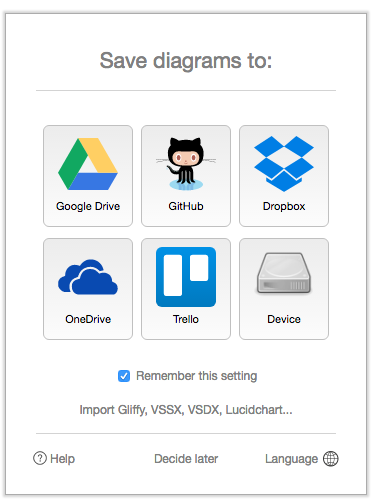 Save diagrams to:
Google Drive GitHub Dropbox
OneDrive Trello Device
Remember this setting
Import Gliffy, VSSX, VSDX, Lucidchart...
? Help Decide later Language